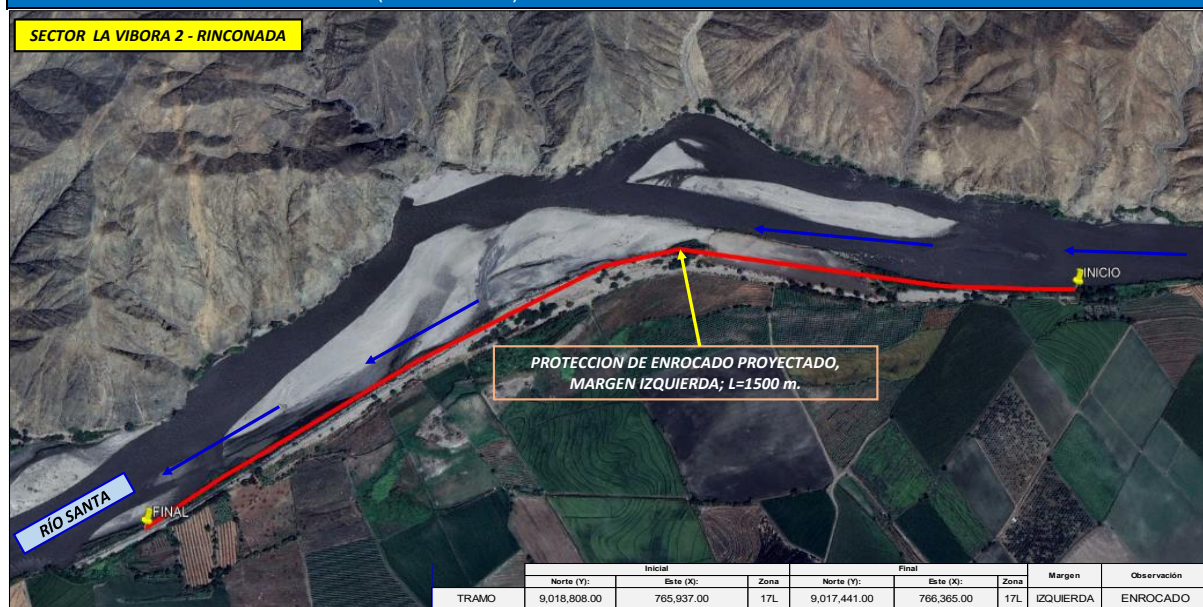 SECTOR LA VIBORA 2 - RINCONADA
INICIO
PROTECCION DE ENROCADO PROYECTADO,
MARGEN IZQUIERDA; L=1500 m.
RÍO SANTA
FINAL
Inicial Final Margen Observación
Norte (Y): Este (X): Zona Norte (Y): Este (X): Zona
TRAMO 9,018,808.00 765,937.00 17L 9,017,441.00 766,365.00 17L IZQUIERDA ENROCADO